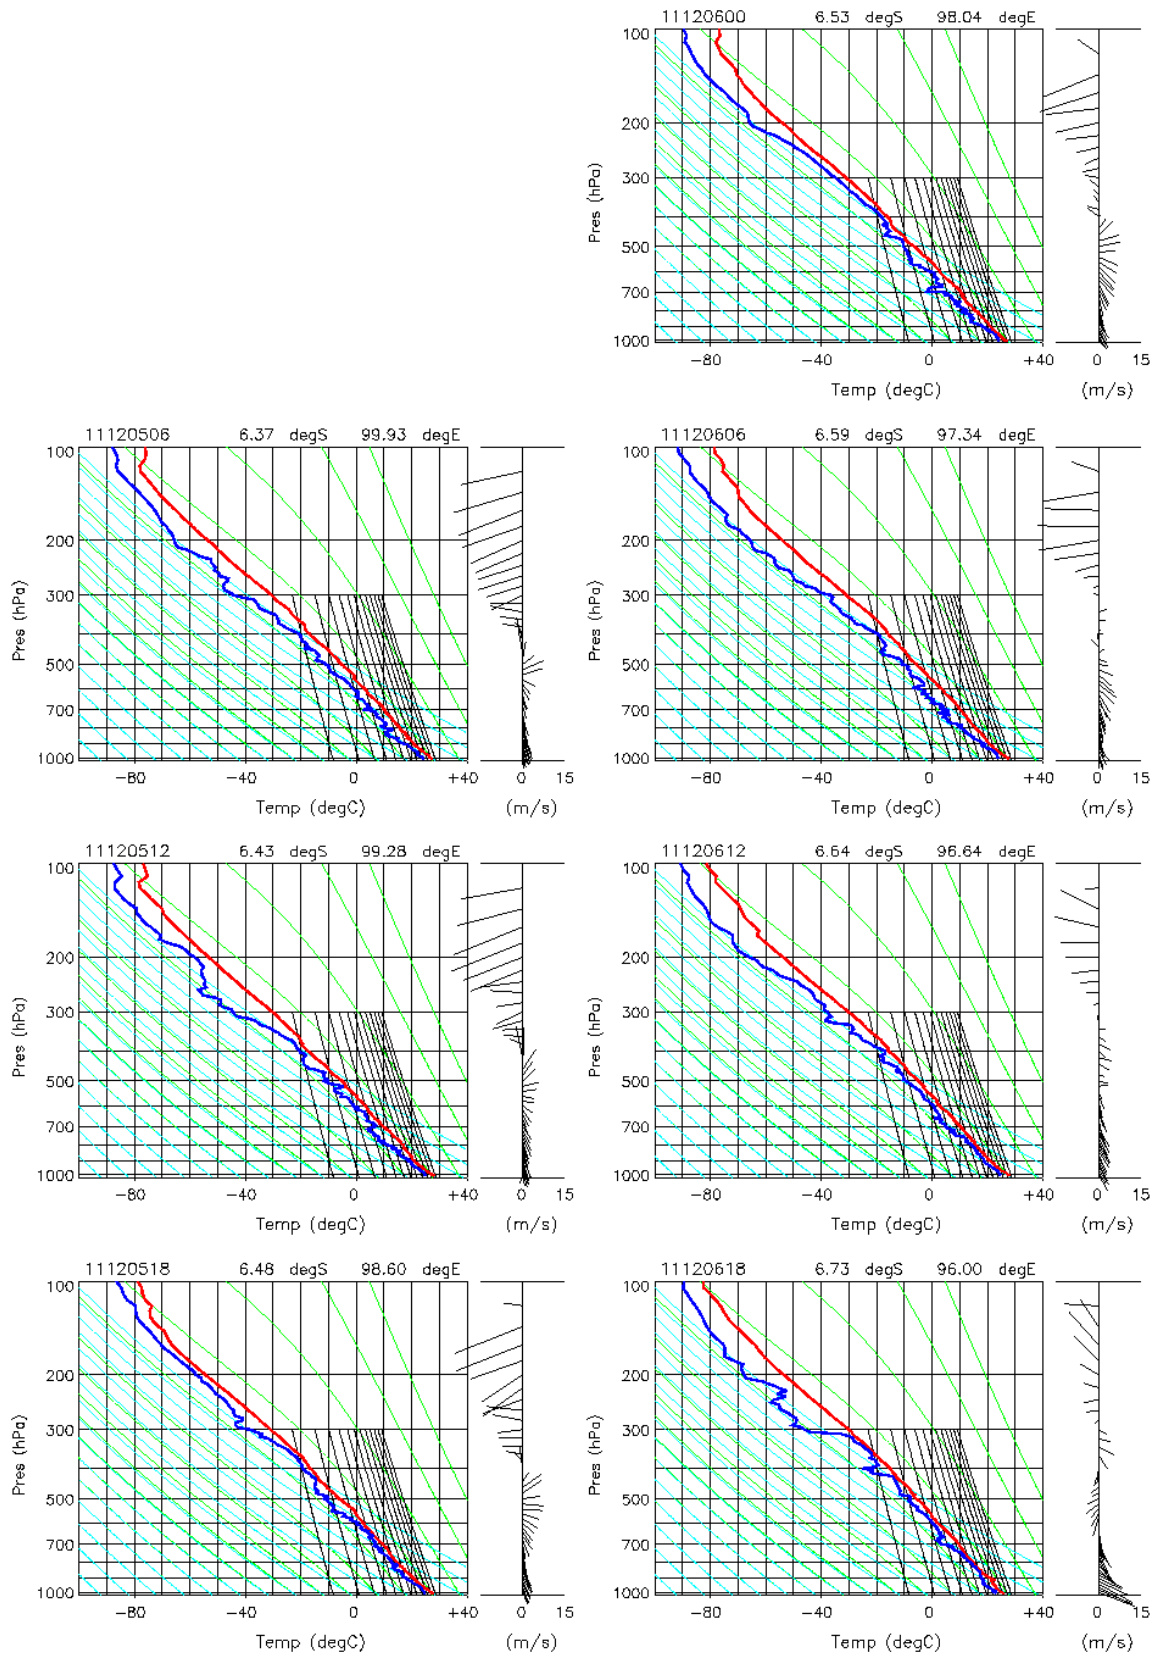 11120600 6.53 degS 98.04 degE
100
200
300
500
700
1000
Pres (hPa)
-80 -40 0 +40 0 15
Temp (degC) (m/s)
11120506 6.37 degS 99.93 degE
100
200
300
500
700
1000
Pres (hPa)
-80 -40 0 +40 0 15
Temp (degC) (m/s)
11120606 6.59 degS 97.34 degE
100
200
300
500
700
1000
Pres (hPa)
-80 -40 0 +40 0 15
Temp (degC) (m/s)
11120512 6.43 degS 99.28 degE
100
200
300
500
700
1000
Pres (hPa)
-80 -40 0 +40 0 15
Temp (degC) (m/s)
11120612 6.64 degS 96.64 degE
100
200
300
500
700
1000
Pres (hPa)
-80 -40 0 +40 0 15
Temp (degC) (m/s)
11120518 6.48 degS 98.60 degE
100
200
300
500
700
1000
Pres (hPa)
-80 -40 0 +40 0 15
Temp (degC) (m/s)
11120618 6.73 degS 96.00 degE
100
200
300
500
700
1000
Pres (hPa)
-80 -40 0 +40 0 15
Temp (degC) (m/s)